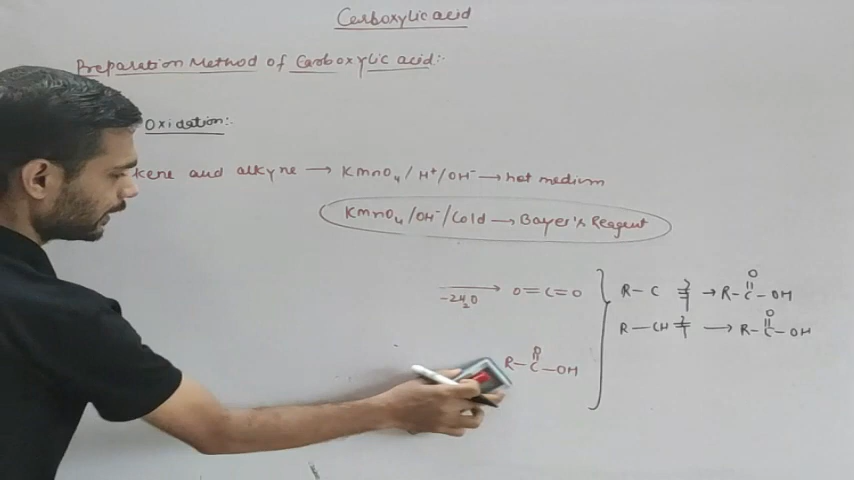 Carboxylic acid
Preparation Method of Carboxylic acid:-
Oxidation:-
kene and alkyne → KMnO4/H+/OH- → hot medium
KMnO4/OH-/Cold → Bayer's Reagent
-2H2O → O=C=O
R-C → R-C-OH
O
R-CH → R-C-OH
O
R-C-OH
O